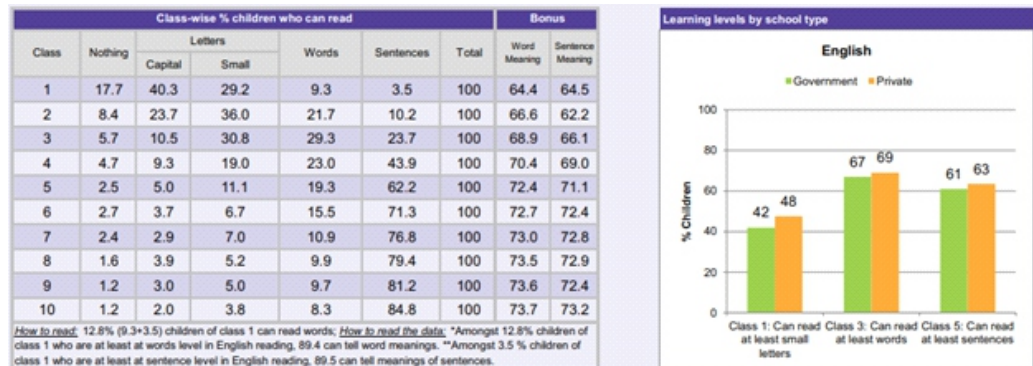 Class-wise % children who can read Bonus
Class Nothing Letters Words Sentences Total Word Meaning Sentence Meaning
Capital Small
1 17.7 40.3 29.2 9.3 3.5 100 64.4 64.5
2 8.4 23.7 36.0 21.7 10.2 100 66.6 62.2
3 5.7 10.5 30.8 29.3 23.7 100 68.9 66.1
4 4.7 9.3 19.0 23.0 43.9 100 70.4 69.0
5 2.5 5.0 11.1 19.3 62.2 100 72.4 71.1
6 2.7 3.7 6.7 15.5 71.3 100 72.7 72.4
7 2.4 2.9 7.0 10.9 76.8 100 73.0 72.8
8 1.6 3.9 5.2 9.9 79.4 100 73.5 72.9
9 1.2 3.0 5.0 9.7 81.2 100 73.6 72.4
10 1.2 2.0 3.8 8.3 84.8 100 73.7 73.2
How to read: 12.8% (9.3+3.5) children of class 1 can read words; How to read the data: *Amongst 12.8% children of
class 1 who are at least at words level in English reading, 89.4 can tell word meanings. **Amongst 3.5 % children of
class 1 who are at least at sentence level in English reading, 89.5 can tell meanings of sentences.
Learning levels by school type
English
Government Private
% Children
100
80
60
40
20
0
42 48
67 69
61 63
Class 1: Can read at least small letters
Class 3: Can read at least words
Class 5: Can read at least sentences